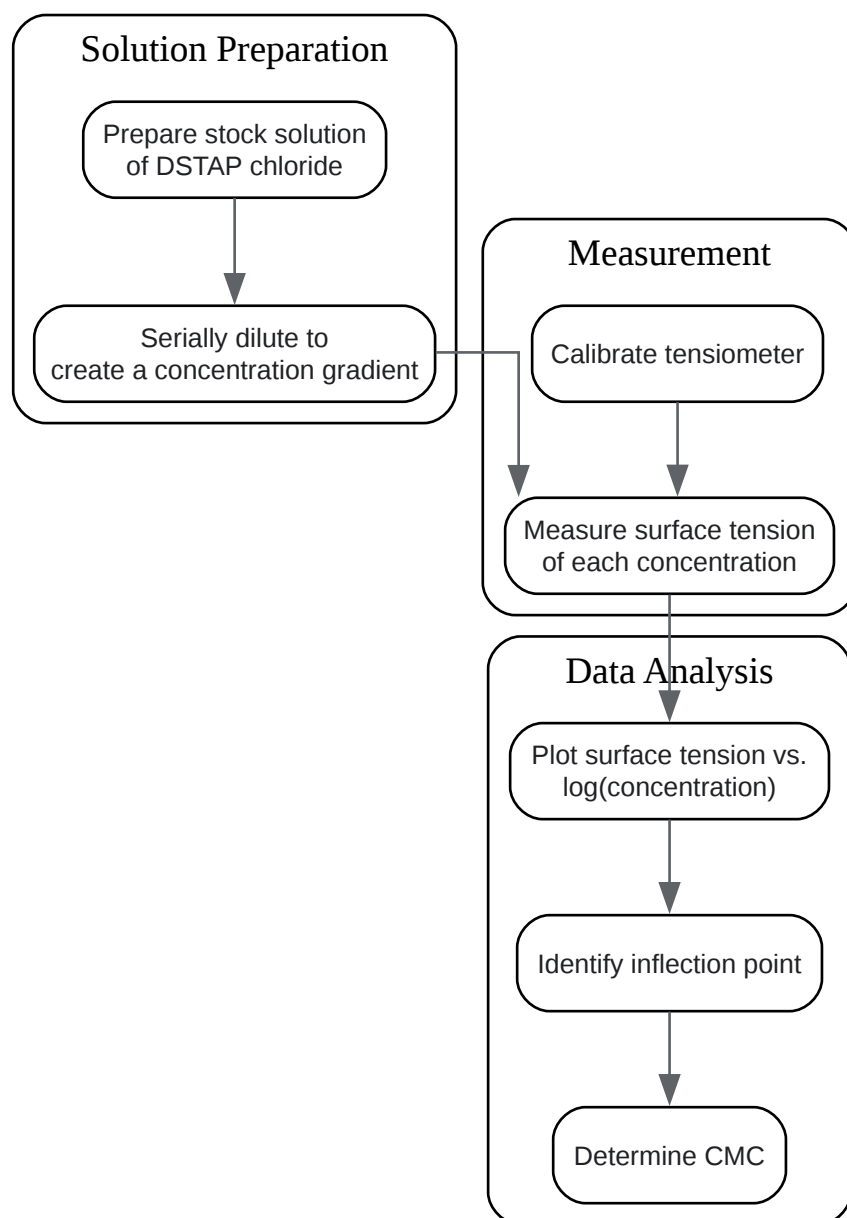 Solution Preparation
Prepare stock solution
of DSTAP chloride
Serially dilute to
create a concentration gradient
Measurement
Calibrate tensiometer
Measure surface tension
of each concentration
Data Analysis
Plot surface tension vs.
log(concentration)
Identify inflection point
Determine CMC